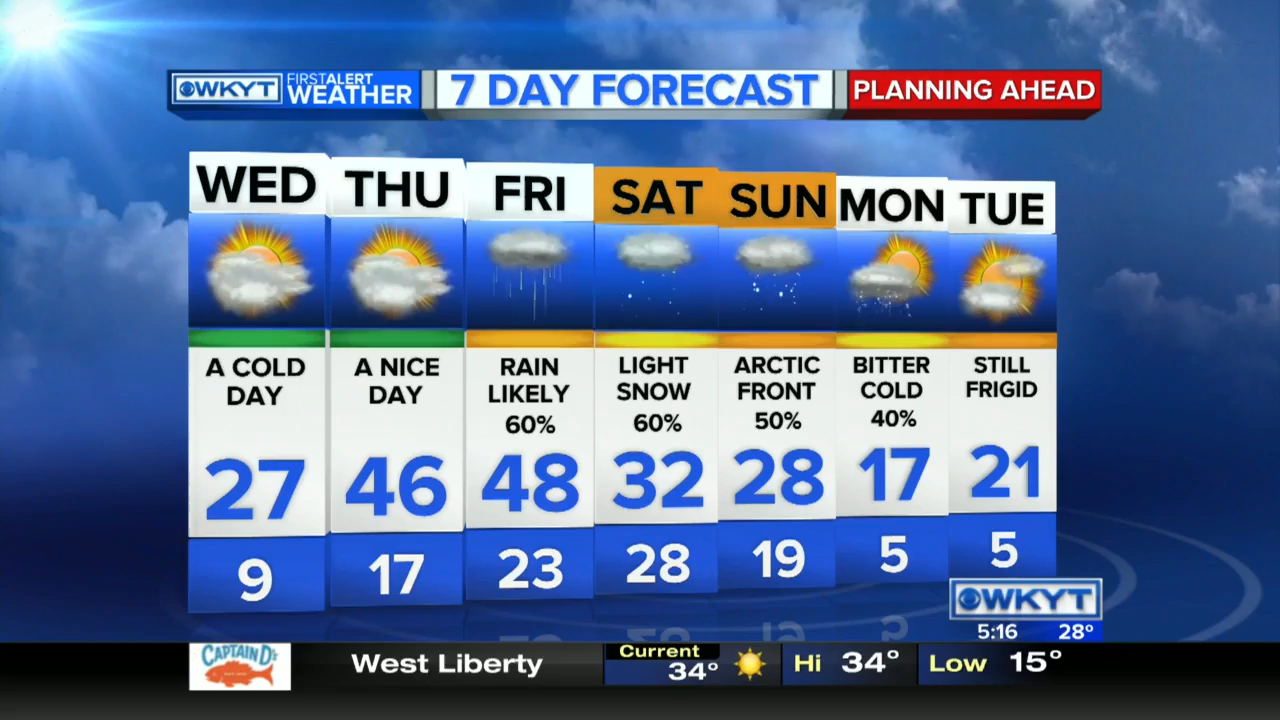 WKYT FIRST ALERT WEATHER 7 DAY FORECAST PLANNING AHEAD
WED THU FRI SAT SUN MON TUE
A COLD DAY
27
9
A NICE DAY
46
17
RAIN LIKELY
60%
48
23
LIGHT SNOW
60%
32
28
ARCTIC FRONT
50%
28
19
BITTER COLD
40%
17
5
STILL FRIGID
21
5
WKYT
5:16 28°
CAPTAIN D's West Liberty Current 34° Hi 34° Low 15°